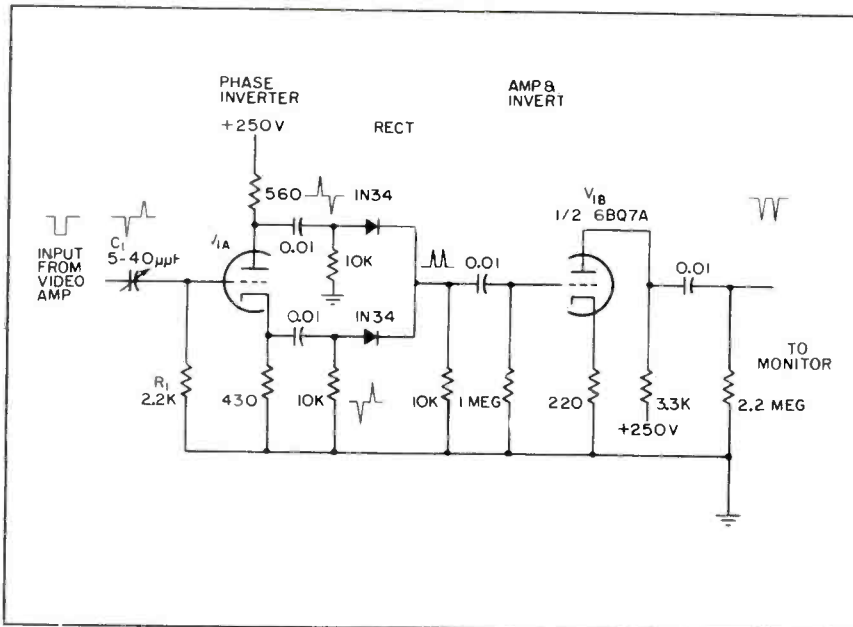 PHASE
INVERTER
+250V
AMP &
INVERT
RECT
560
1N34
V1B
1/2 6BQ7A
INPUT
FROM
VIDEO
AMP
C1
5-40μμf
V1A
0.01
10K
0.01
0.01
0.01
1N34
TO
MONITOR
R1
2.2K
430
10K
10K
1 MEG
220
3.3K
+250V
2.2 MEG